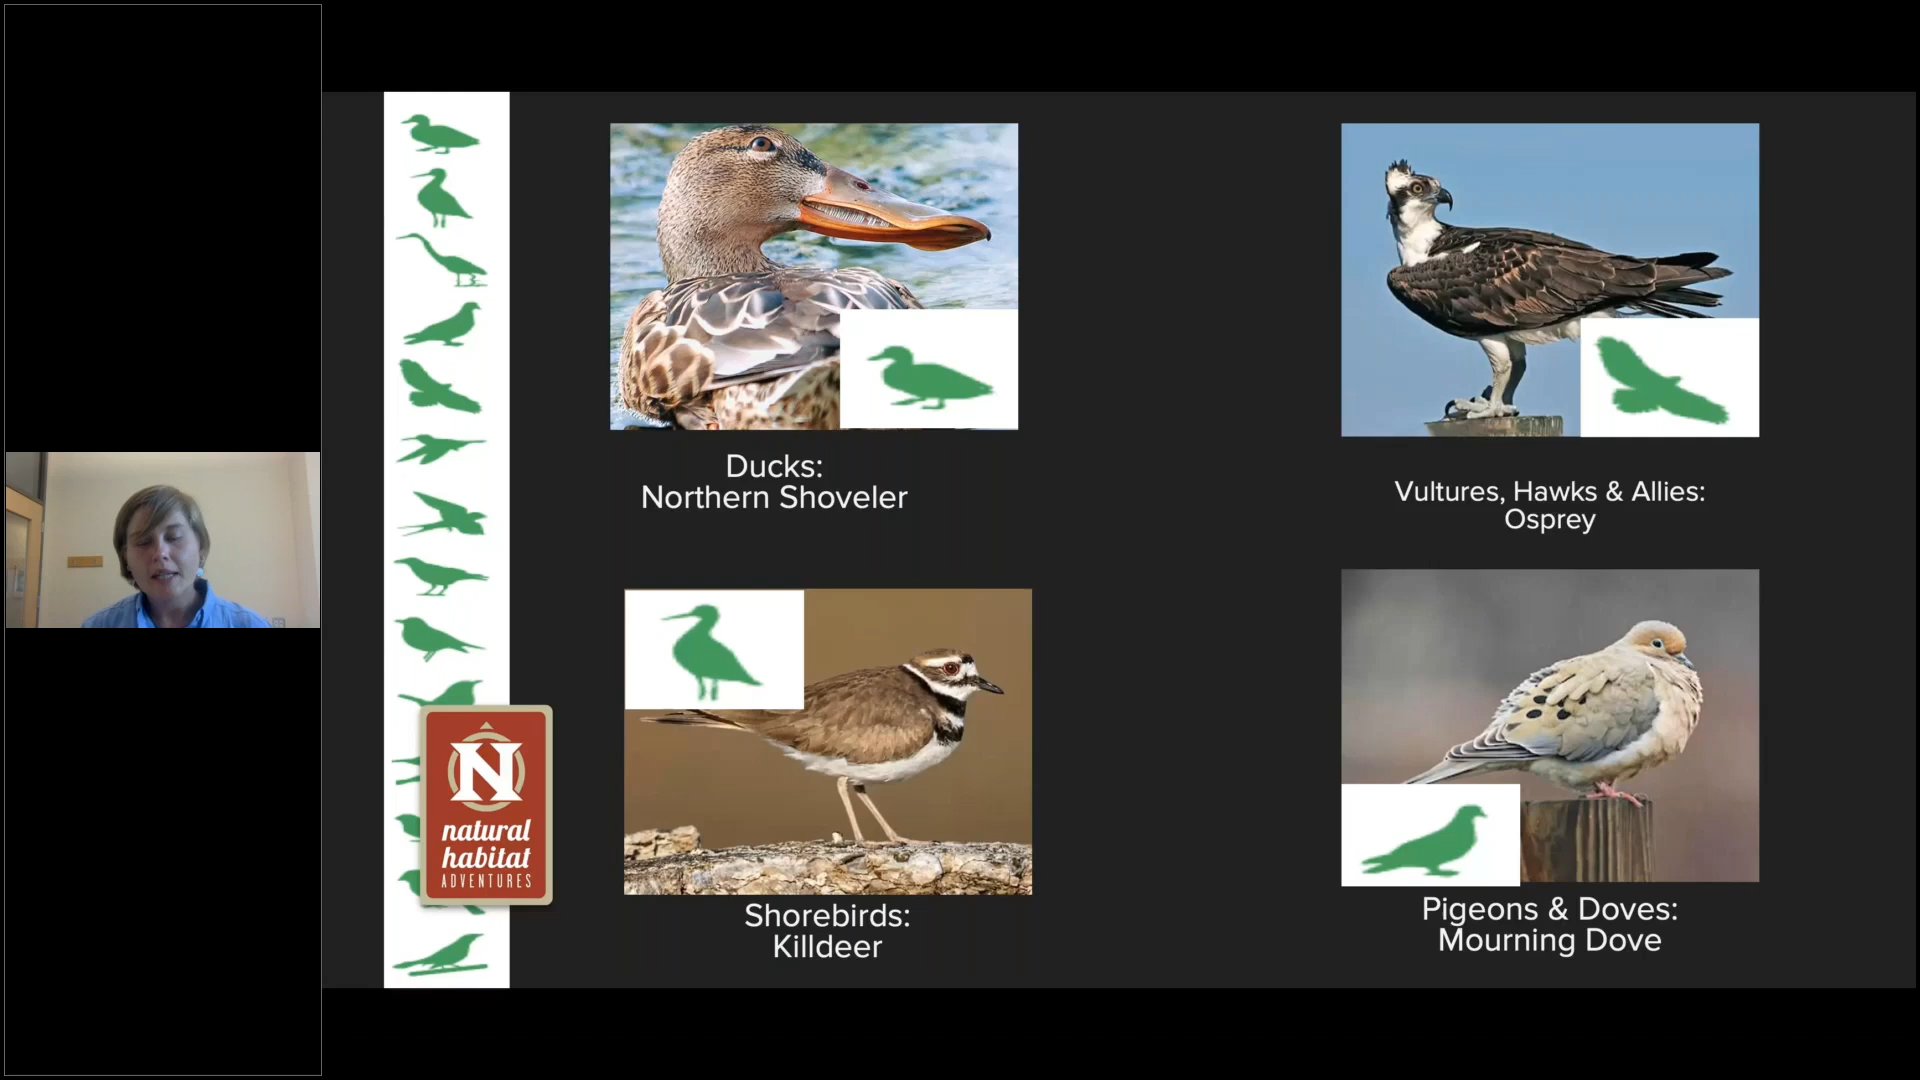 Ducks:
Northern Shoveler
Vultures, Hawks & Allies:
Osprey
Shorebirds:
Killdeer
Pigeons & Doves:
Mourning Dove
N
natural
habitat
ADVENTURES